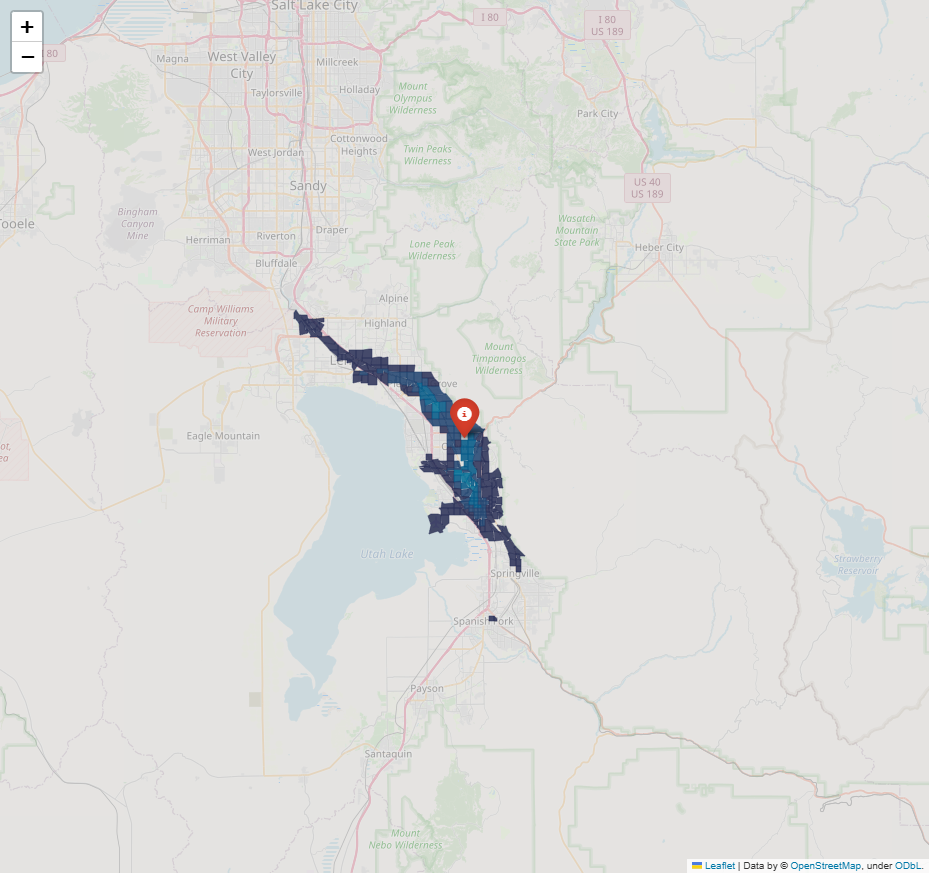 Salt Lake City
I 80
I 80
US 189
+
−
80
Magna
West Valley
City
Millcreek
Taylorsville
Holladay
Mount
Olympus
Wilderness
Park City
Cottonwood
Heights
West Jordan
Twin Peaks
Wilderness
Sandy
US 40
US 189
Tooele
Bingham
Canyon
Mine
Herriman
Riverton
Draper
Lone Peak
Wilderness
Wasatch
Mountain
State Park
Heber City
Bluffdale
Alpine
Camp Williams
Military
Reservation
Highland
Mount
Timpanogos
Wilderness
L
rove
i
Eagle Mountain
ot,
ea
Utah Lake
Strawberry
Reservoir
Springville
Spanish Fork
Payson
Santaquin
Mount
Nebo Wilderness
Leaflet | Data by © OpenStreetMap, under ODbL.